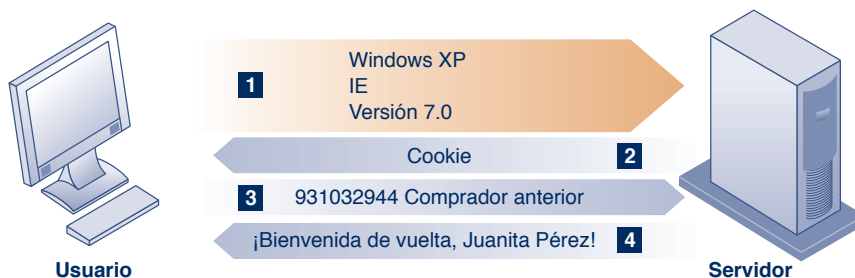 1
Windows XP
IE
Versión 7.0
Cookie 2
3 931032944 Comprador anterior
¡Bienvenida de vuelta, Juanita Pérez! 4
Usuario
Servidor